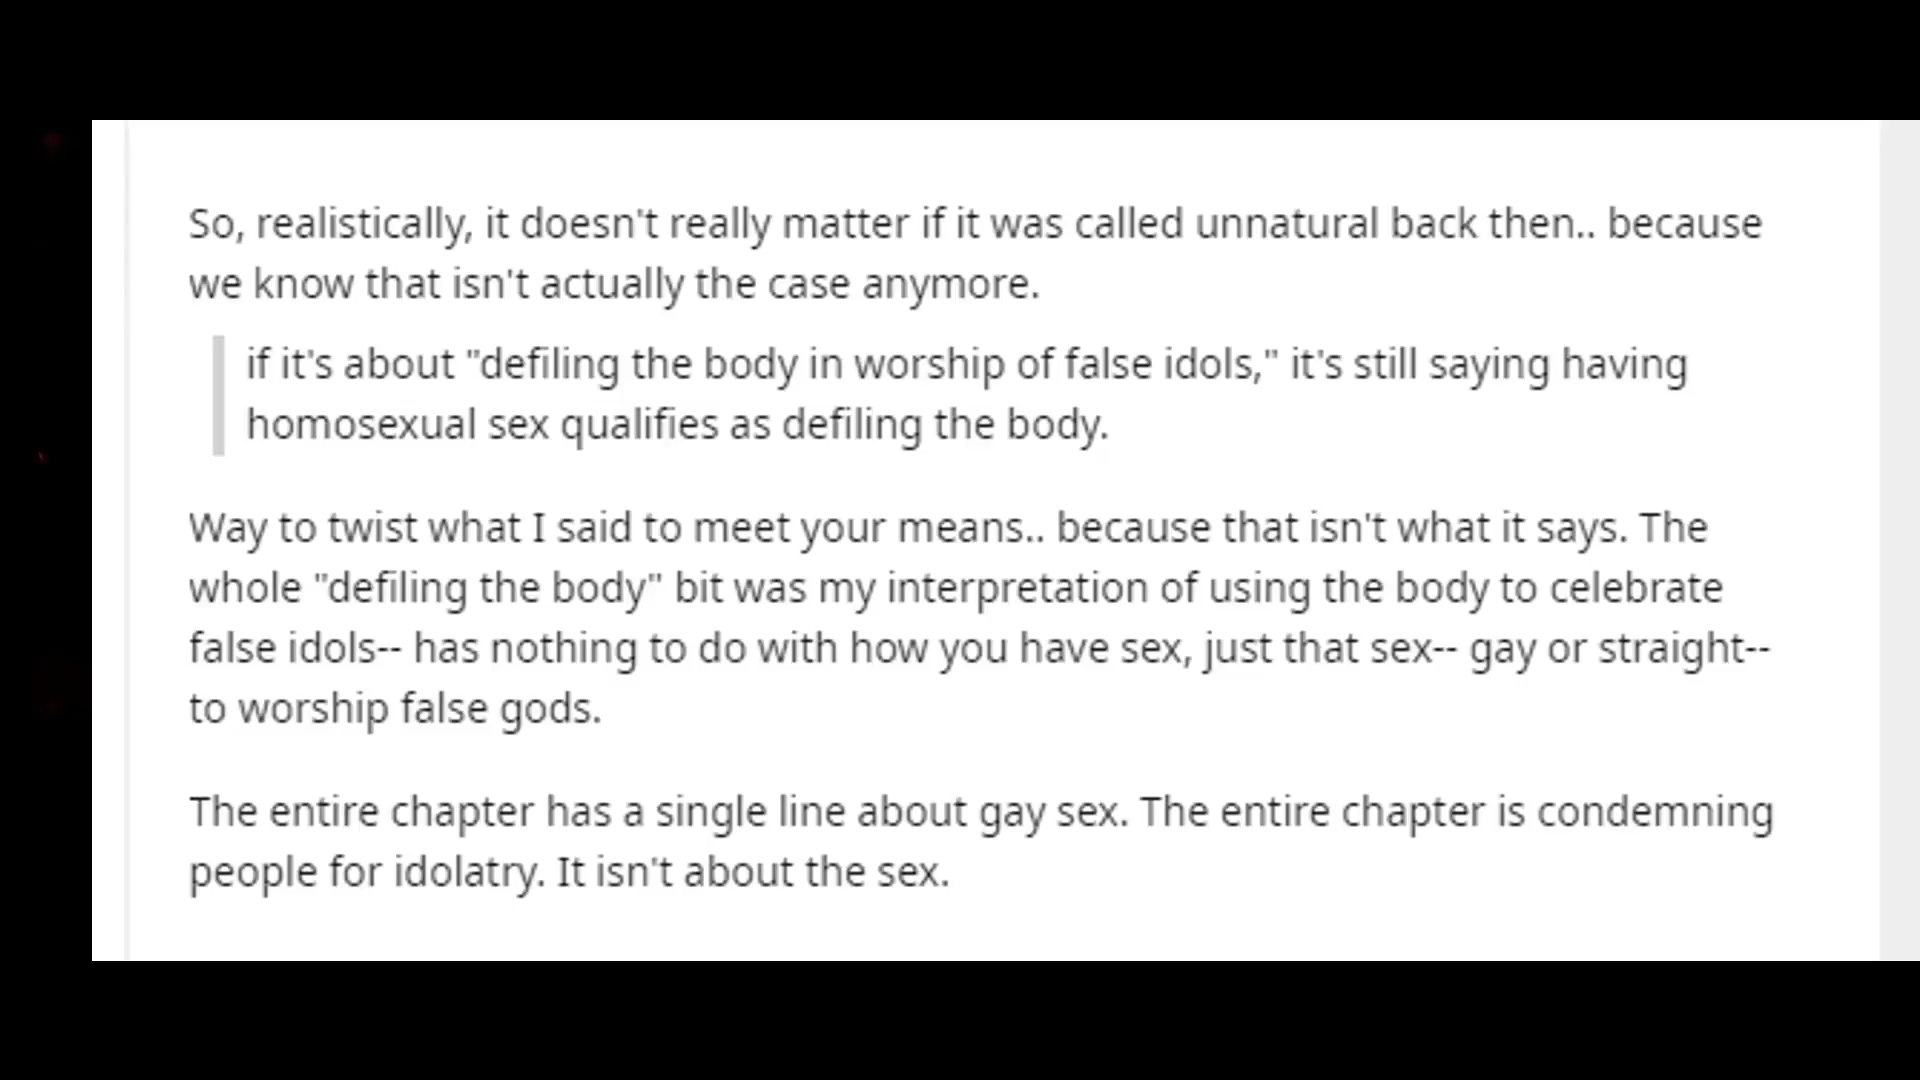 So, realistically, it doesn't really matter if it was called unnatural back then.. because
we know that isn't actually the case anymore.
if it's about "defiling the body in worship of false idols," it's still saying having
homosexual sex qualifies as defiling the body.
Way to twist what I said to meet your means.. because that isn't what it says. The
whole "defiling the body" bit was my interpretation of using the body to celebrate
false idols-- has nothing to do with how you have sex, just that sex-- gay or straight--
to worship false gods.
The entire chapter has a single line about gay sex. The entire chapter is condemning
people for idolatry. It isn't about the sex.